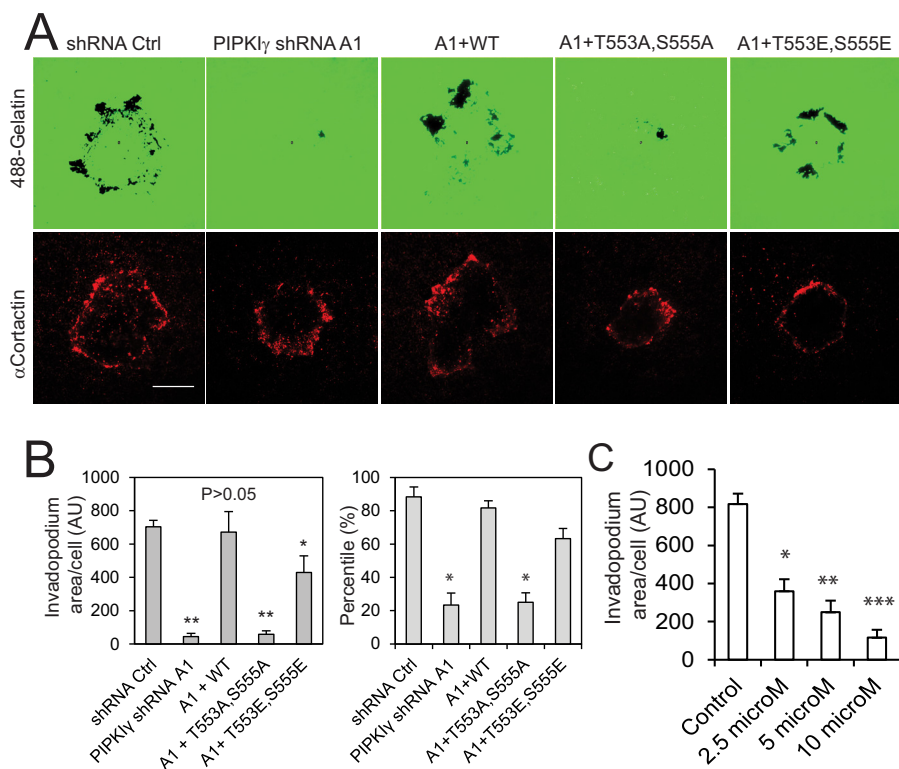 A
shRNA Ctrl
PIPKIγ shRNA A1
A1+WT
A1+T553A,S555A
A1+T553E,S555E
488-Gelatin
αCortactin
B
Invadopodium
area/cell (AU)
1000
800
600
400
200
0
P>0.05
**
**
*
shRNA Ctrl
PIPKIγ shRNA A1
A1 + WT
A1 + T553A,S555A
A1+ T553E,S555E
Percentile (%)
100
80
60
40
20
0
*
*
shRNA Ctrl
PIPKIγ shRNA A1
A1+WT
A1+T553A,S555A
A1+T553E,S555E
C
Invadopodium
area/cell (AU)
1000
800
600
400
200
0
*
**
***
Control
2.5 microM
5 microM
10 microM